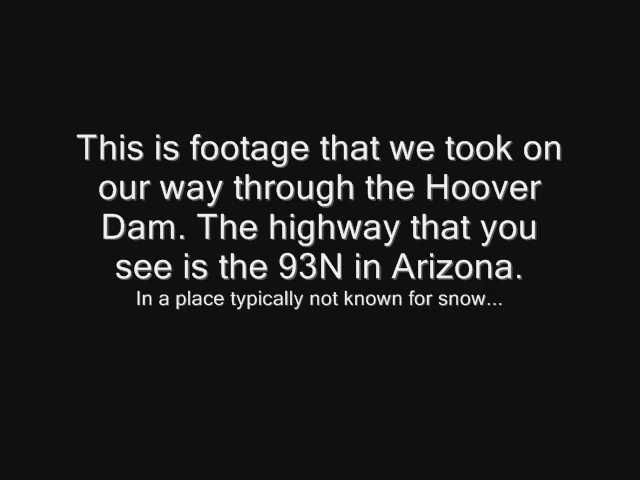 This is footage that we took on
our way through the Hoover
Dam. The highway that you
see is the 93N in Arizona.
In a place typically not known for snow...